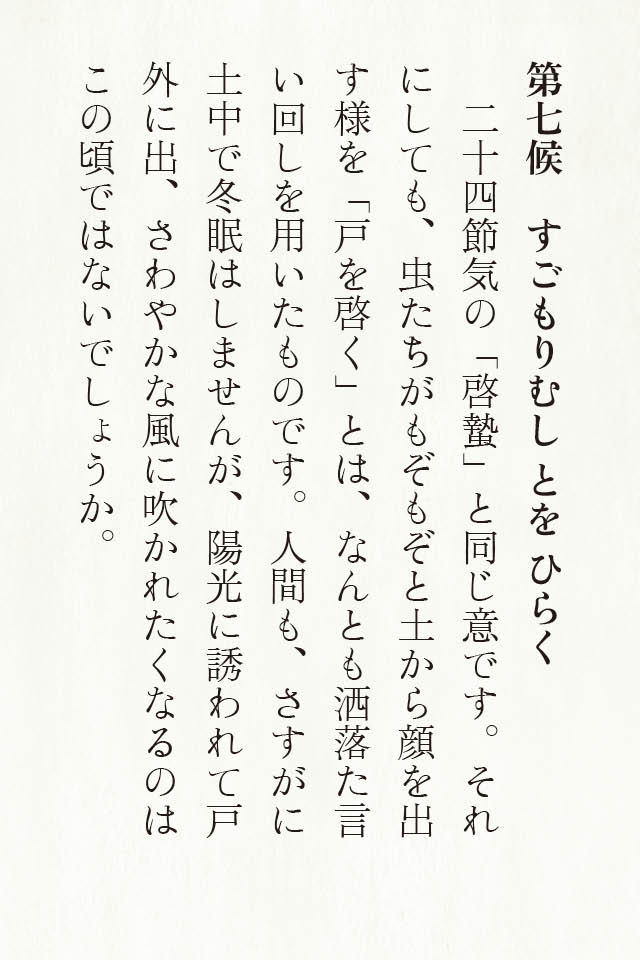 第七候　すごもりむし とを ひらく
　二十四節気の「啓蟄」と同じ意です。それ
にしても、虫たちがもぞもぞと土から顔を出
す様を「戸を啓く」とは、なんとも洒落た言
い回しを用いたものです。人間も、さすがに
土中で冬眠はしませんが、陽光に誘われて戸
外に出、さわやかな風に吹かれたくなるのは
この頃ではないでしょうか。